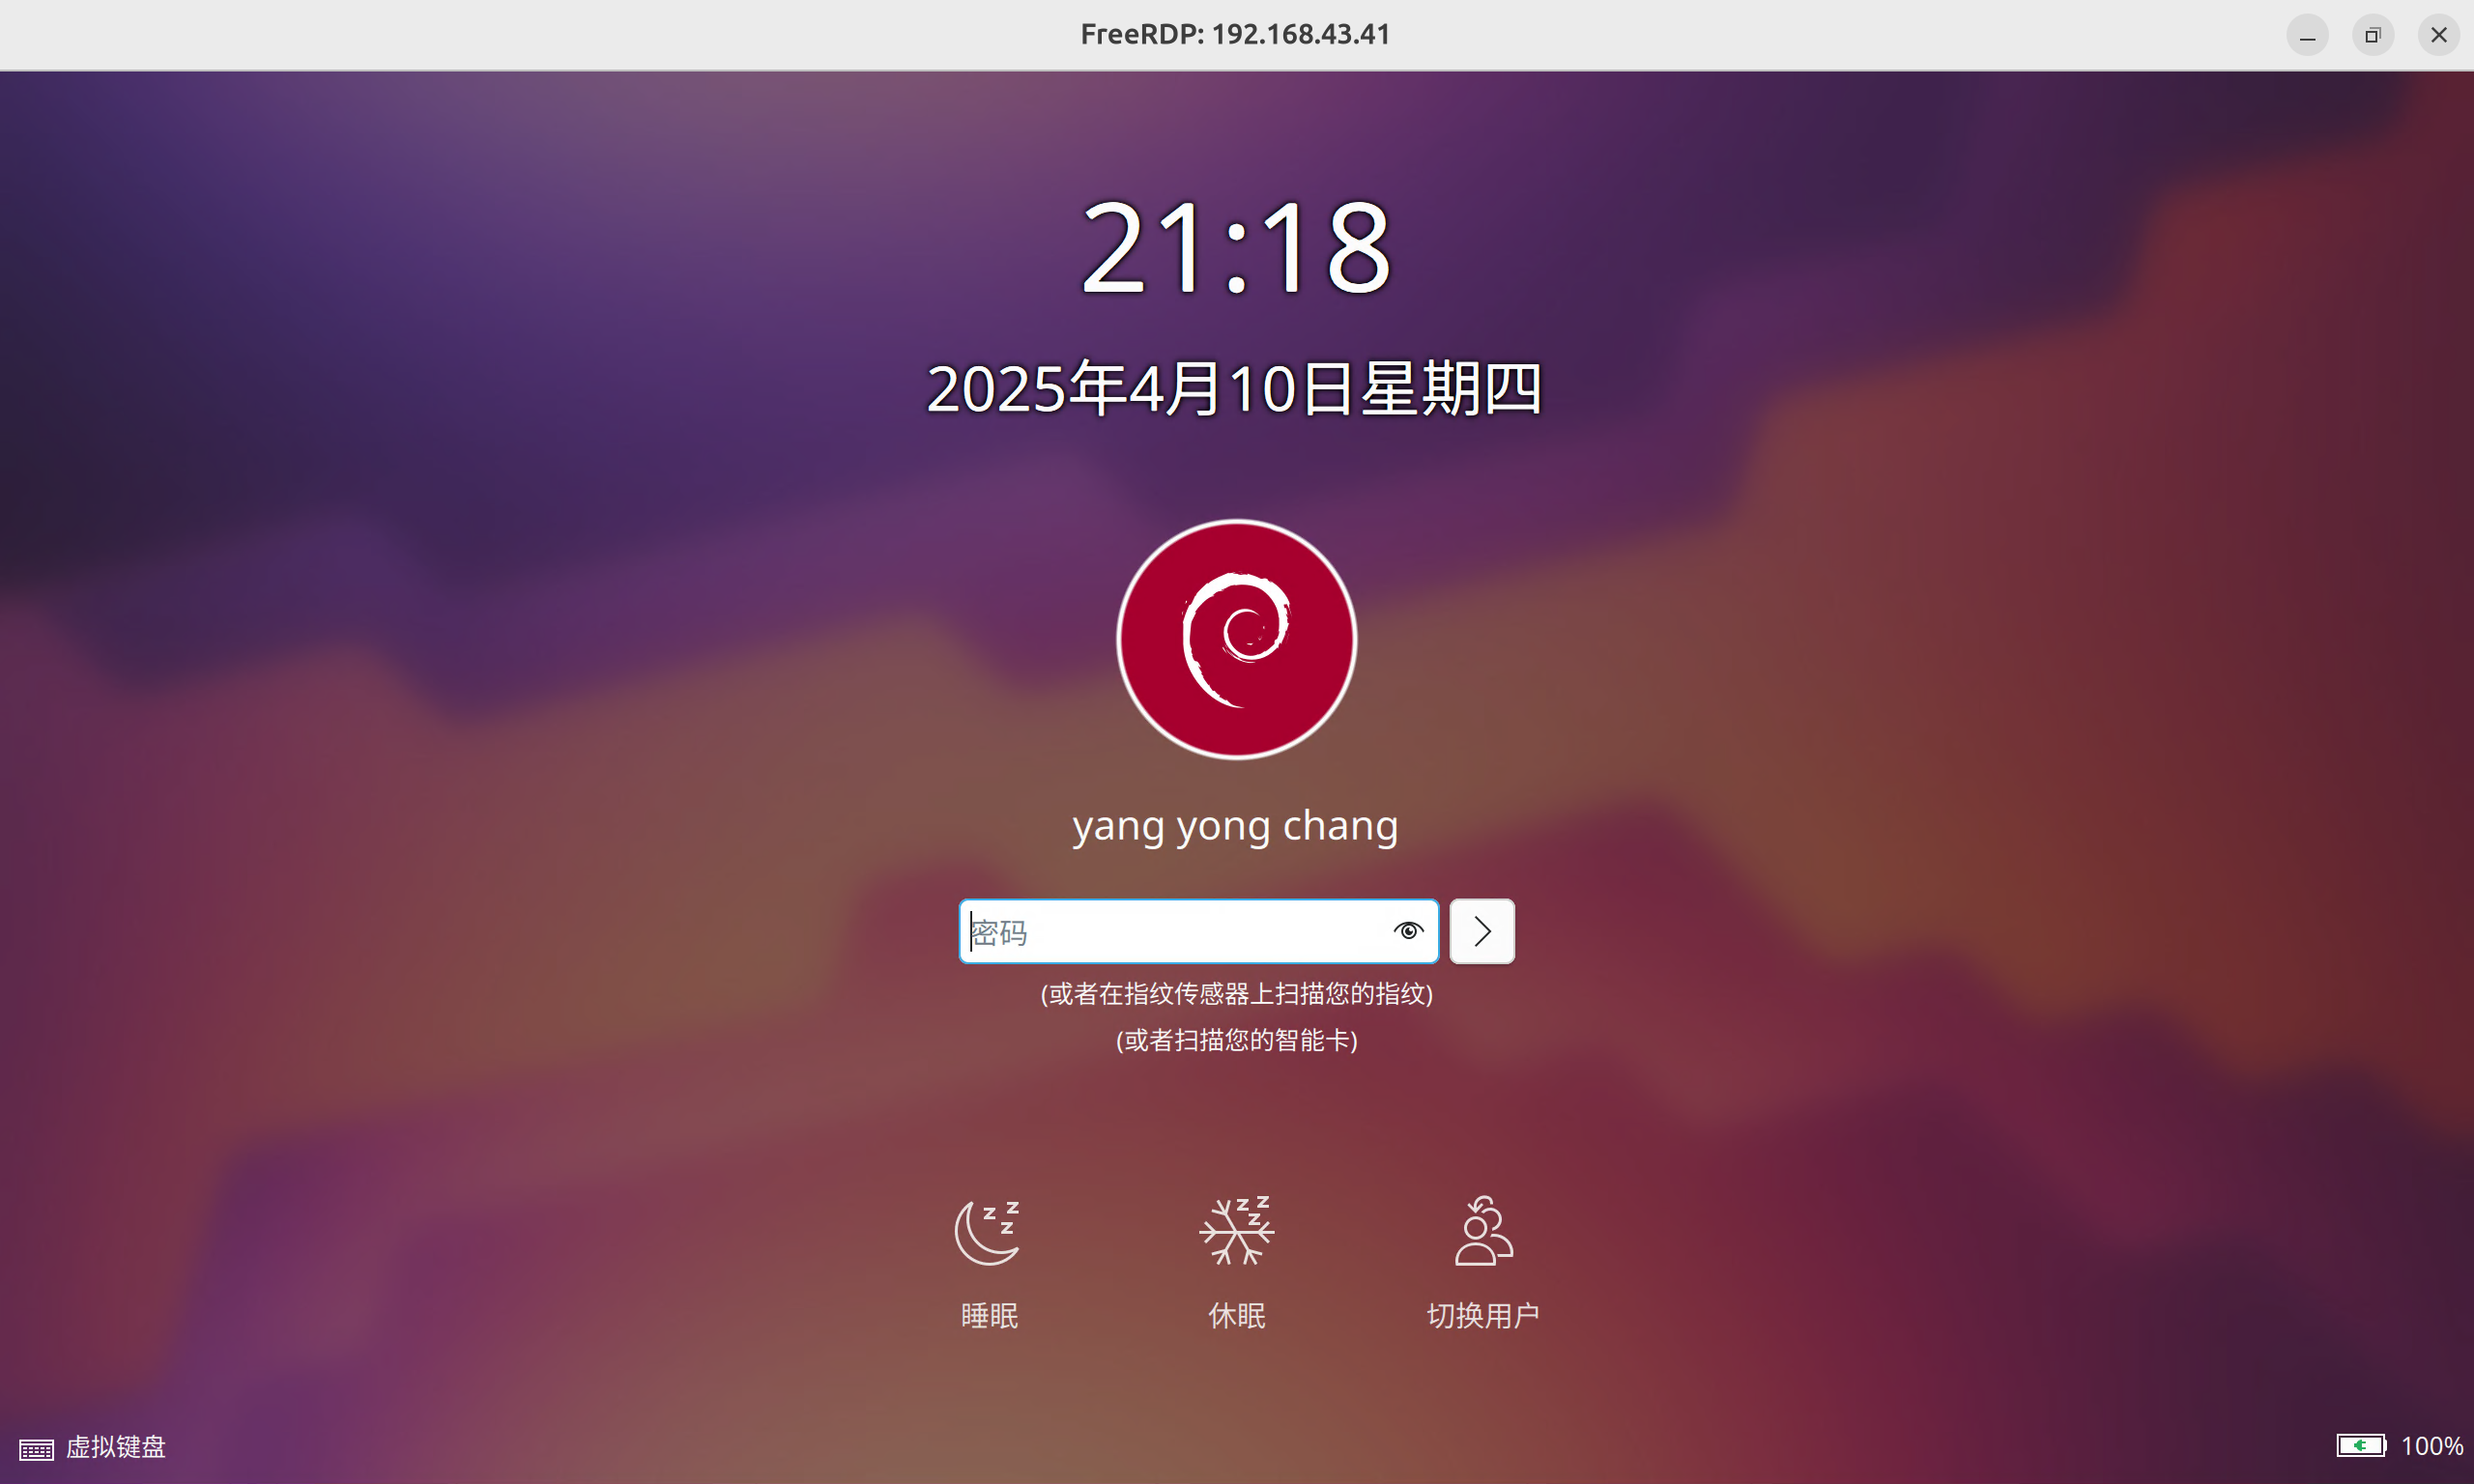 FreeRDP: 192.168.43.41
21:18
2025年4月10日星期四
yang yong chang
密码
(或者在指纹传感器上扫描您的指纹)
(或者扫描您的智能卡)
睡眠
休眠
切换用户
虚拟键盘
100%